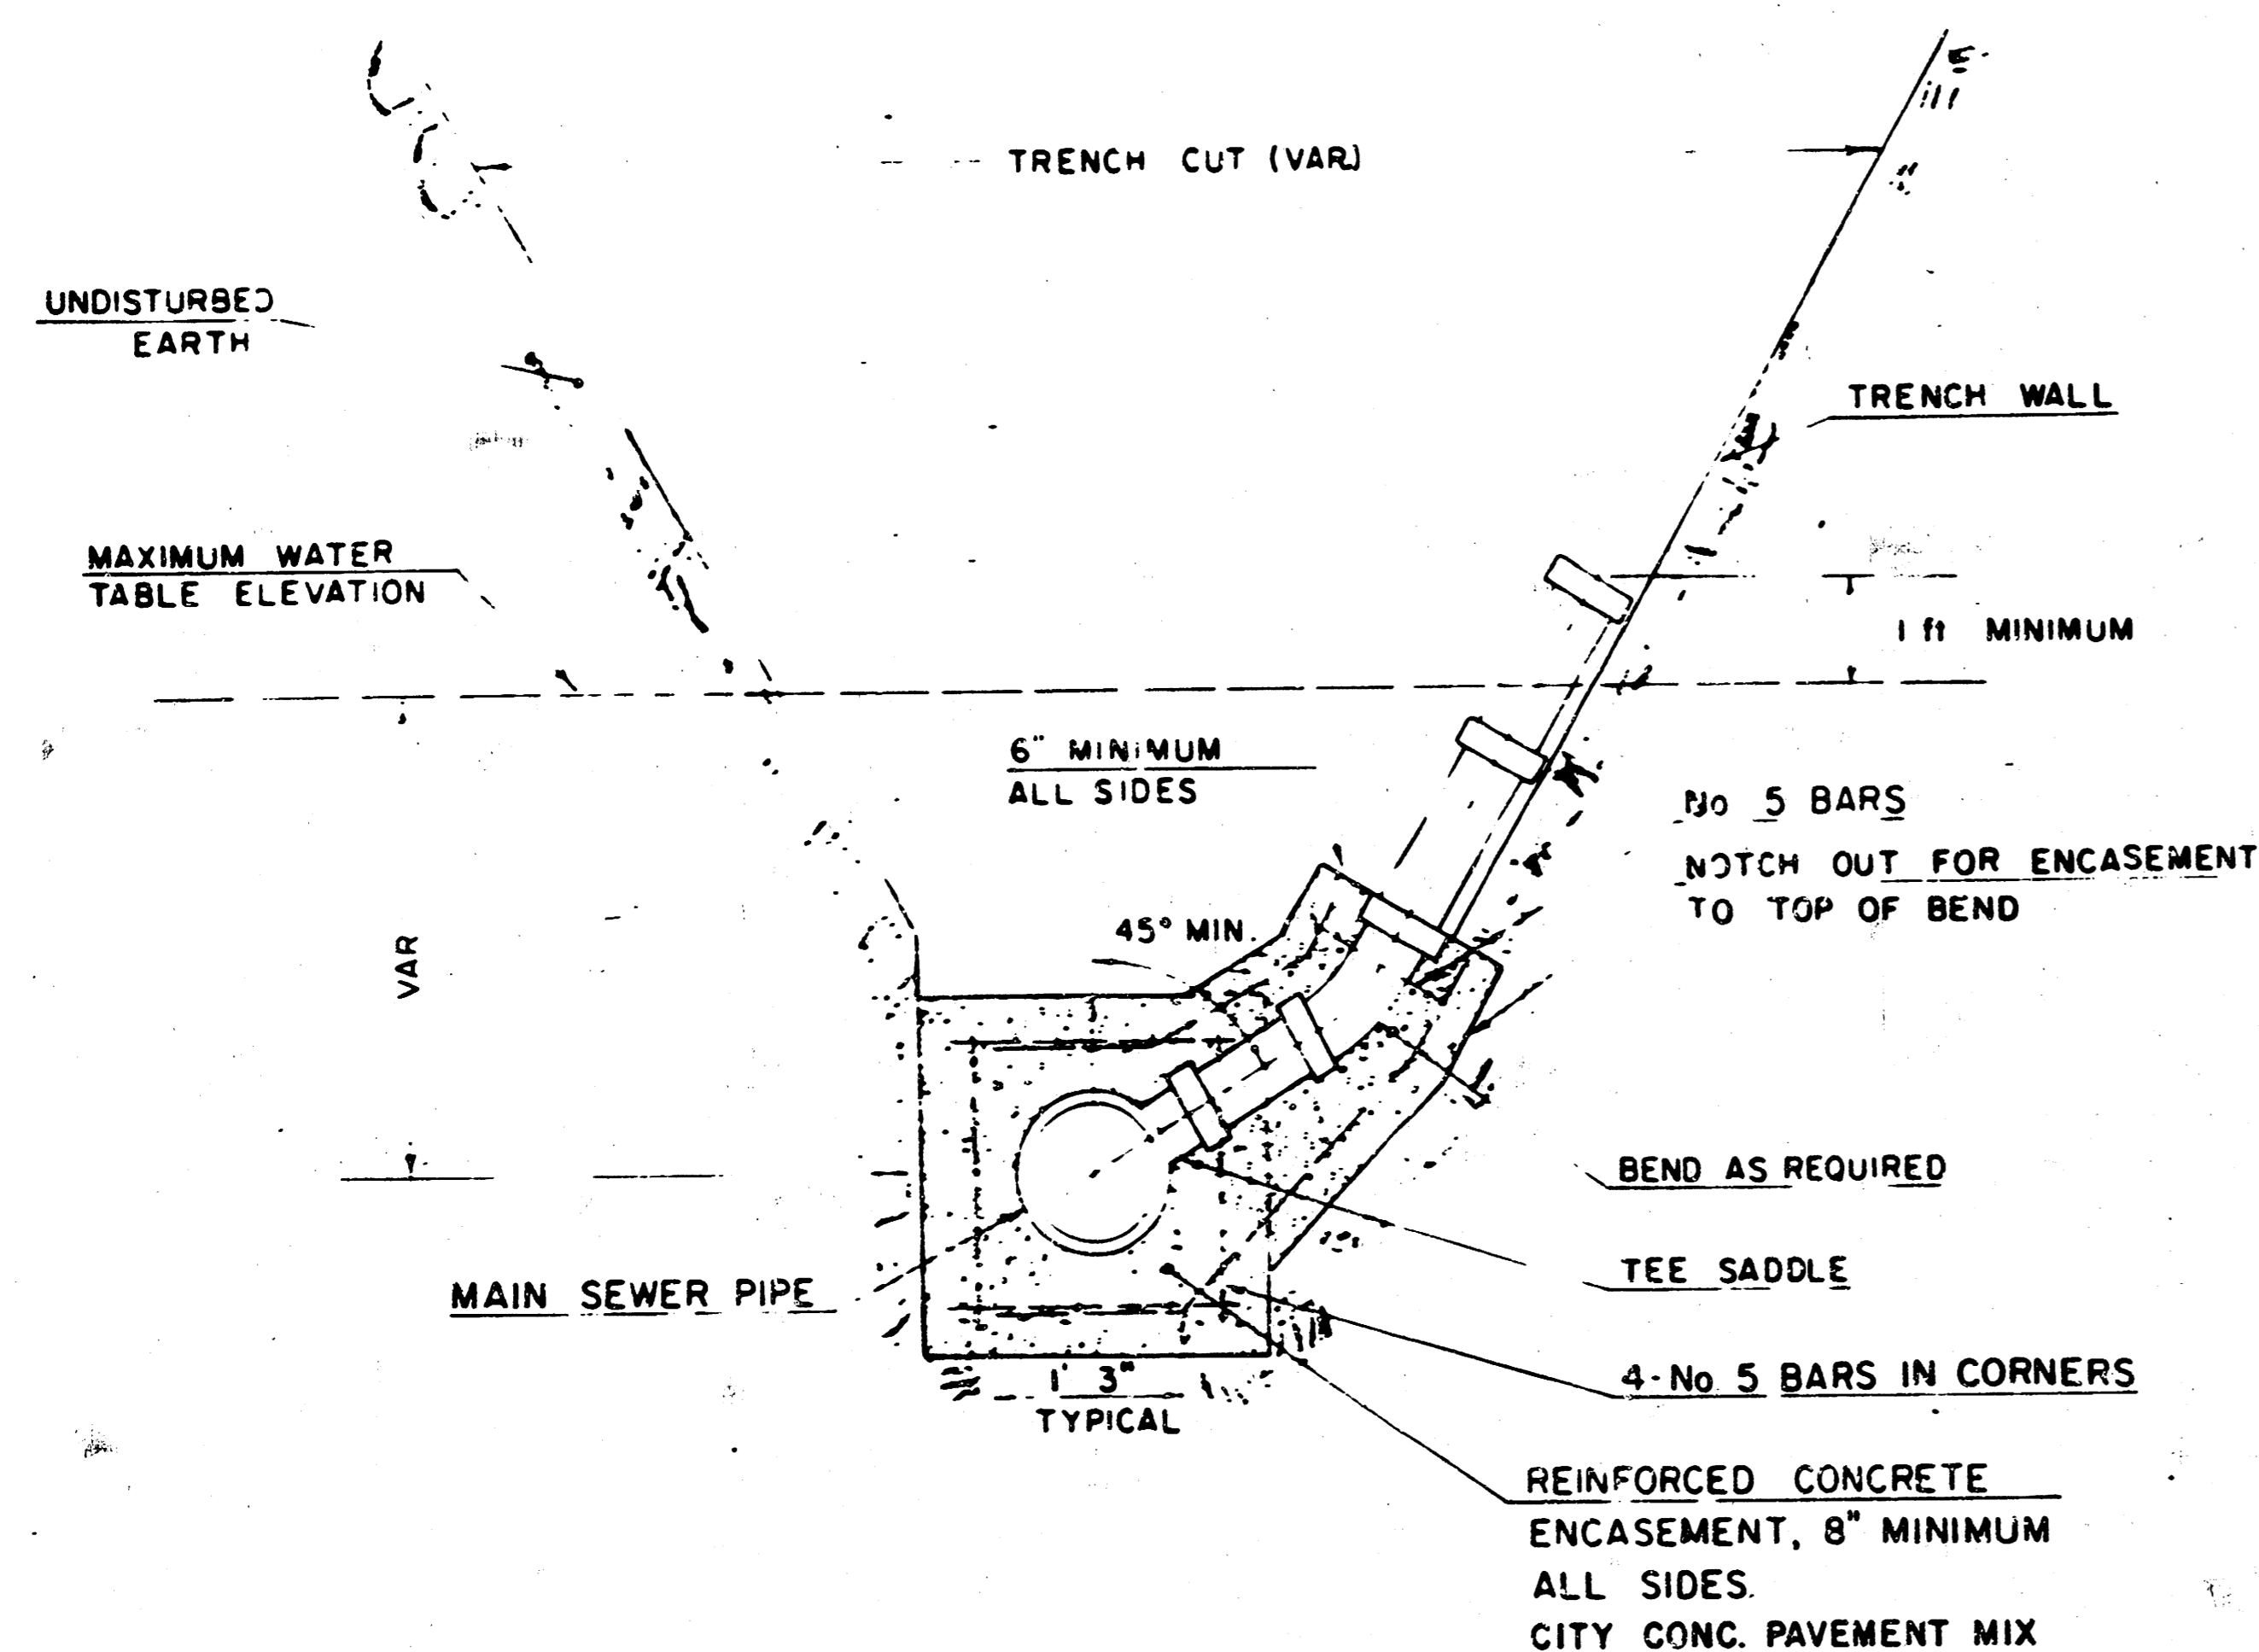 TRENCH CUT (VAR.)
UNDISTURBED
EARTH
TRENCH WALL
MAXIMUM WATER
TABLE ELEVATION
1 ft MINIMUM
6" MINIMUM
ALL SIDES
No 5 BARS
NOTCH OUT FOR ENCASEMENT
TO TOP OF BEND
45° MIN.
VAR
BEND AS REQUIRED
TEE SADDLE
MAIN SEWER PIPE
1' 3"
TYPICAL
4-No. 5 BARS IN CORNERS
REINFORCED CONCRETE
ENCASEMENT, 8" MINIMUM
ALL SIDES.
CITY CONC. PAVEMENT MIX